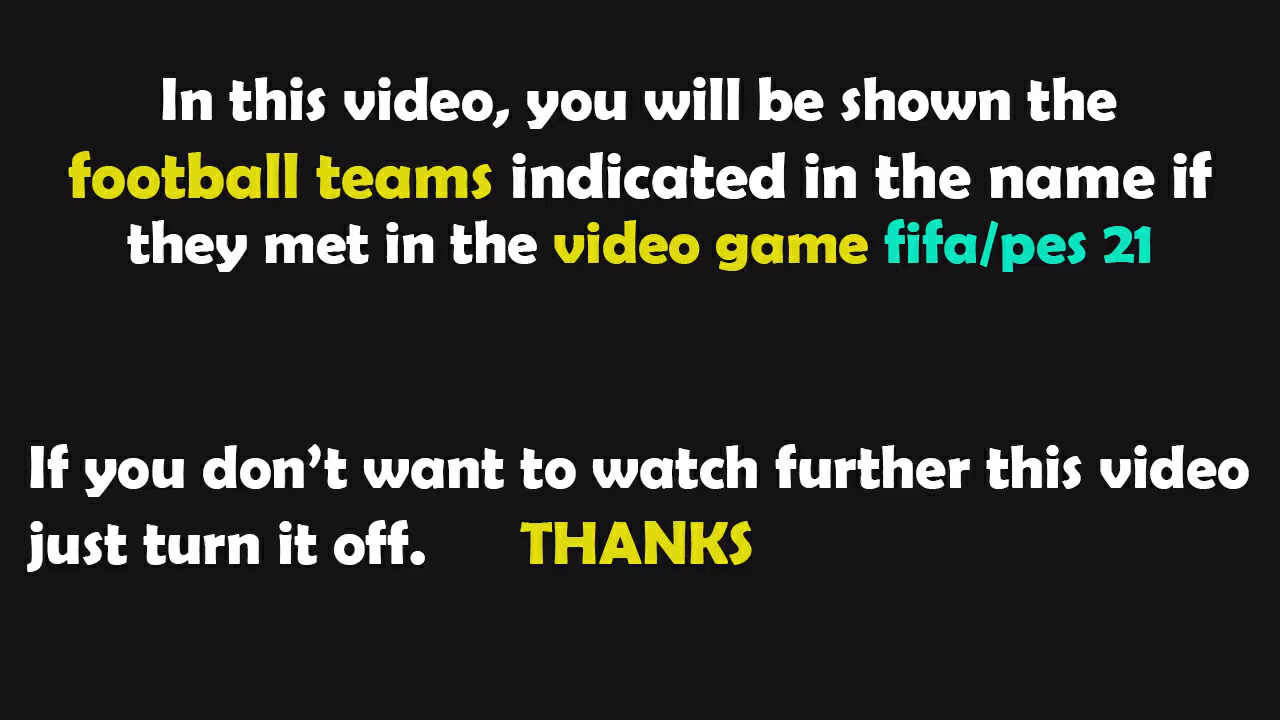 In this video, you will be shown the
football teams indicated in the name if
they met in the video game fifa/pes 21
If you don’t want to watch further this video
just turn it off. THANKS